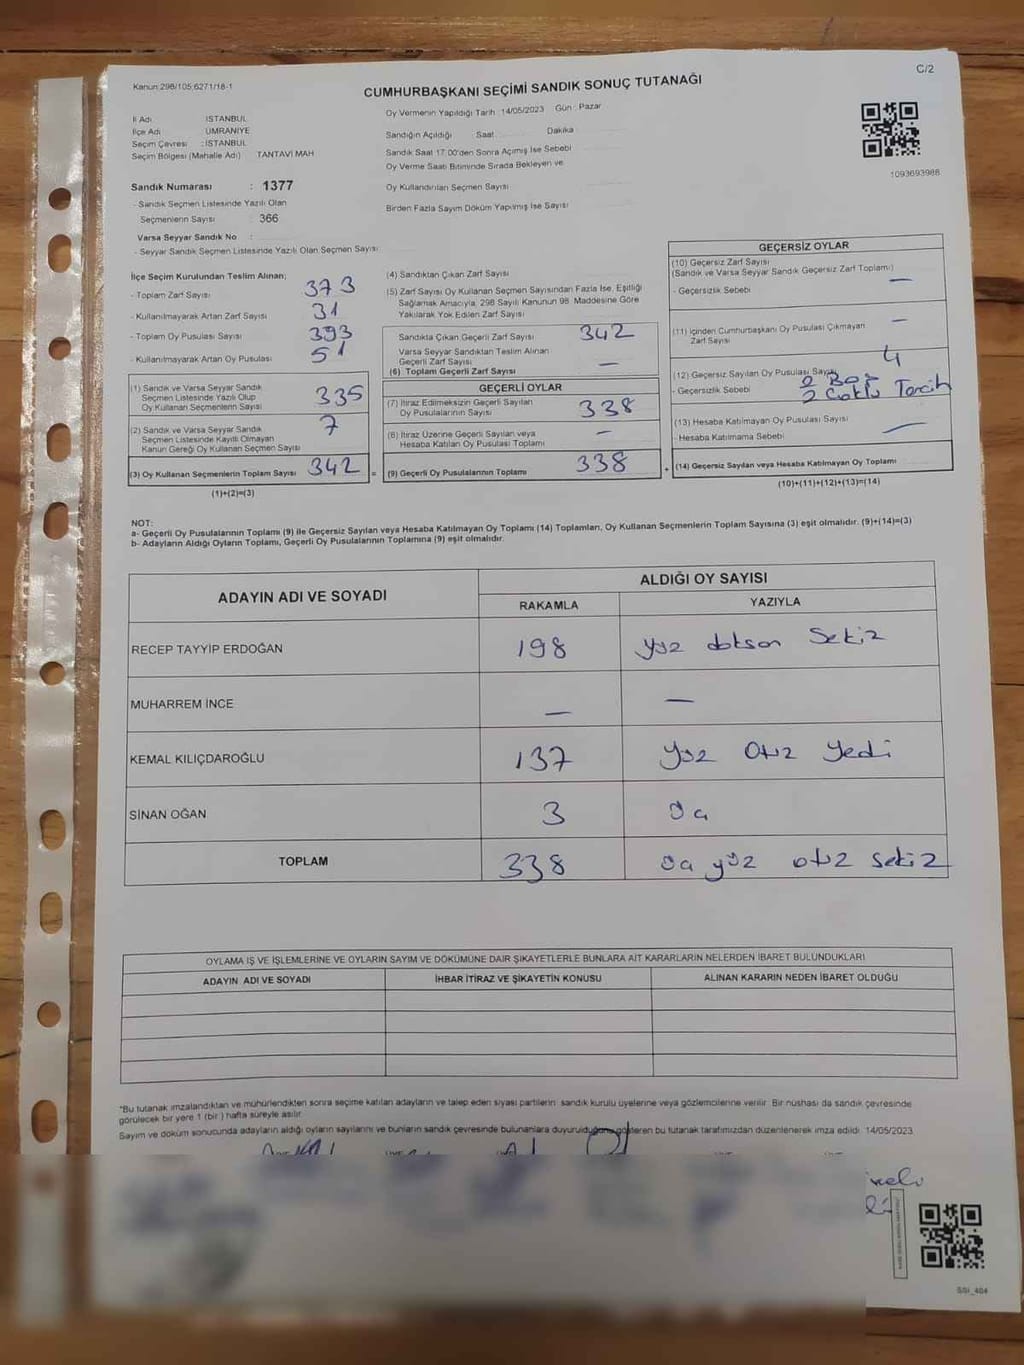 C/2
Kanun:298/105;6271/18-1
CUMHURBAŞKANI SEÇİMİ SANDIK SONUÇ TUTANAĞI
İl Adı : İSTANBUL
İlçe Adı : ÜMRANİYE
Seçim Çevresi : İSTANBUL
Seçim Bölgesi (Mahalle Adı) TANTAVİ MAH
Sandık Numarası : 1377
- Sandık Seçmen Listesinde Yazılı Olan
Seçmenlerin Sayısı : 366
Varsa Seyyar Sandık No :
- Seyyar Sandık Seçmen Listesinde Yazılı Olan Seçmen Sayısı
Oy Vermenin Yapıldığı Tarih : 14/05/2023 Gün : Pazar
Sandığın Açıldığı Saat Dakika
Sandık Saat 17:00'den Sonra Açılmış İse Sebebi
Oy Verme Saati Bitiminde Sırada Bekleyen ve
Oy Kullandırılan Seçmen Sayısı
Birden Fazla Sayım Döküm Yapılmış İse Sayısı
1093693988
İlçe Seçim Kurulundan Teslim Alınan;
- Toplam Zarf Sayısı 373
- Kullanılmayarak Artan Zarf Sayısı 31
- Toplam Oy Pusulası Sayısı 393
- Kullanılmayarak Artan Oy Pusulası 51
(1) Sandık ve Varsa Seyyar Sandık
Seçmen Listesinde Yazılı Olup
Oy Kullanan Seçmenlerin Sayısı 335
(2) Sandık ve Varsa Seyyar Sandık
Seçmen Listesinde Kayıtlı Olmayan
Kanun Gereği Oy Kullanan Seçmen Sayısı 7
(3) Oy Kullanan Seçmenlerin Toplam Sayısı 342 =
(1)+(2)=(3)
(4) Sandıktan Çıkan Zarf Sayısı
(5) Zarf Sayısı Oy Kullanan Seçmen Sayısından Fazla İse, Eşitliği
Sağlamak Amacıyla, 298 Sayılı Kanunun 98. Maddesine Göre
Yakılarak Yok Edilen Zarf Sayısı
Sandıkta Çıkan Geçerli Zarf Sayısı 342
Varsa Seyyar Sandıktan Teslim Alınan
Geçerli Zarf Sayısı —
(6) Toplam Geçerli Zarf Sayısı
GEÇERLİ OYLAR
(7) İtiraz Edilmeksizin Geçerli Sayılan
Oy Pusulalarının Sayısı 338
(8) İtiraz Üzerine Geçerli Sayılan veya
Hesaba Katılan Oy Pusulası Toplamı —
(9) Geçerli Oy Pusulalarının Toplamı 338 +
GEÇERSİZ OYLAR
(10) Geçersiz Zarf Sayısı
(Sandık ve Varsa Seyyar Sandık Geçersiz Zarf Toplamı)
- Geçersizlik Sebebi —
(11) İçinden Cumhurbaşkanı Oy Pusulası Çıkmayan
Zarf Sayısı —
(12) Geçersiz Sayılan Oy Pusulası Sayısı 4
- Geçersizlik Sebebi 2 Boş
2 Çoklu Tercih
(13) Hesaba Katılmayan Oy Pusulası Sayısı
- Hesaba Katılmama Sebebi —
(14) Geçersiz Sayılan veya Hesaba Katılmayan Oy Toplamı
(10)+(11)+(12)+(13)=(14)
NOT:
a- Geçerli Oy Pusulalarının Toplamı (9) ile Geçersiz Sayılan veya Hesaba Katılmayan Oy Toplamı (14) Toplamları, Oy Kullanan Seçmenlerin Toplam Sayısına (3) eşit olmalıdır. (9)+(14)=(3)
b- Adayların Aldığı Oyların Toplamı, Geçerli Oy Pusulalarının Toplamına (9) eşit olmalıdır.
ADAYIN ADI VE SOYADI ALDIĞI OY SAYISI
RAKAMLA YAZIYLA
RECEP TAYYİP ERDOĞAN 198 yüz doksan Sekiz
MUHARREM İNCE — —
KEMAL KILIÇDAROĞLU 137 Yüz Otuz Yedi
SİNAN OĞAN 3 Üç
TOPLAM 338 Üç yüz otuz sekiz
OYLAMA İŞ VE İŞLEMLERİNE VE OYLARIN SAYIM VE DÖKÜMÜNE DAİR ŞİKAYETLERLE BUNLARA AİT KARARLARIN NELERDEN İBARET BULUNDUKLARI
ADAYIN ADI VE SOYADI İHBAR İTİRAZ VE ŞİKAYETİN KONUSU ALINAN KARARIN NEDEN İBARET OLDUĞU
*Bu tutanak imzalandıktan ve mühürlendikten sonra seçime katılan adayların ve talep eden siyasi partilerin sandık kurulu üyelerine veya gözlemcilerine verilir. Bir nüshası da sandık çevresinde
görülecek bir yere 1 (bir) hafta süreyle asılır.
Sayım ve döküm sonucunda adayların aldığı oyların sayılarını ve bunların sandık çevresinde bulunanlara duyurulduğunu gösteren bu tutanak tarafımızdan düzenlenerek imza edildi. 14/05/2023